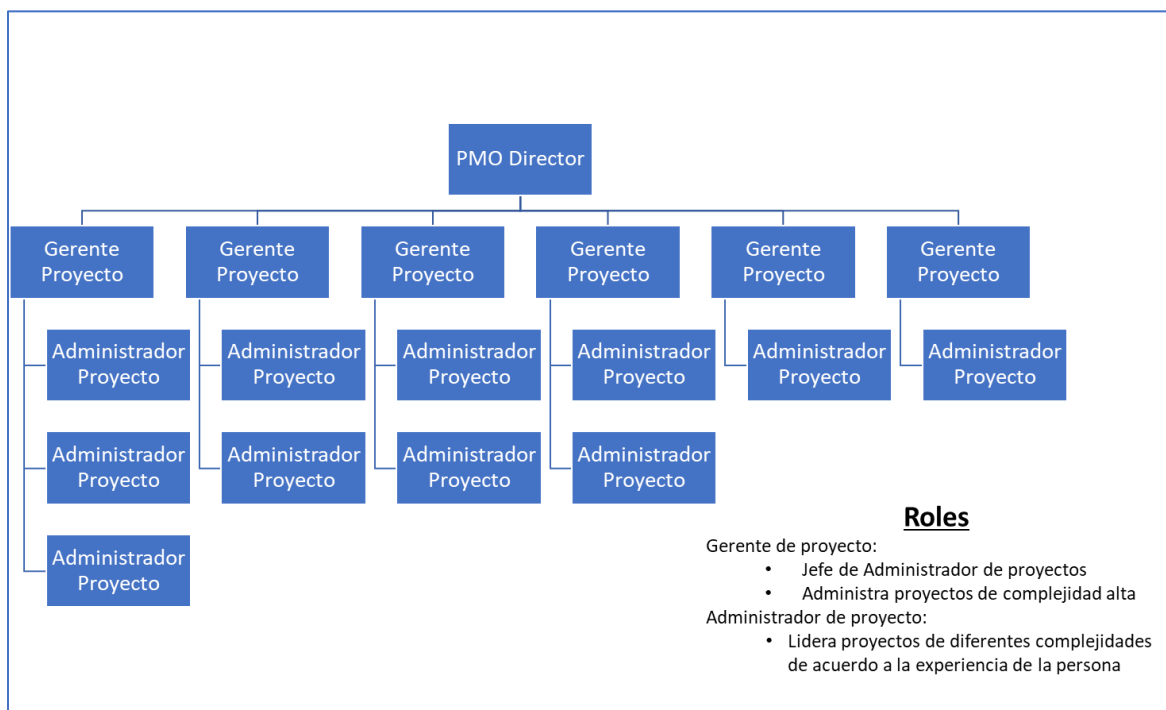 PMO Director
Gerente
Proyecto
Gerente
Proyecto
Gerente
Proyecto
Gerente
Proyecto
Gerente
Proyecto
Gerente
Proyecto
Administrador
Proyecto
Administrador
Proyecto
Administrador
Proyecto
Administrador
Proyecto
Administrador
Proyecto
Administrador
Proyecto
Administrador
Proyecto
Administrador
Proyecto
Administrador
Proyecto
Administrador
Proyecto
Administrador
Proyecto
Roles
Gerente de proyecto:
• Jefe de Administrador de proyectos
• Administra proyectos de complejidad alta
Administrador de proyecto:
• Lidera proyectos de diferentes complejidades
de acuerdo a la experiencia de la persona